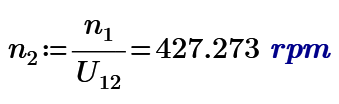 n₂ := n₁ / U₁₂ = 427.273 rpm